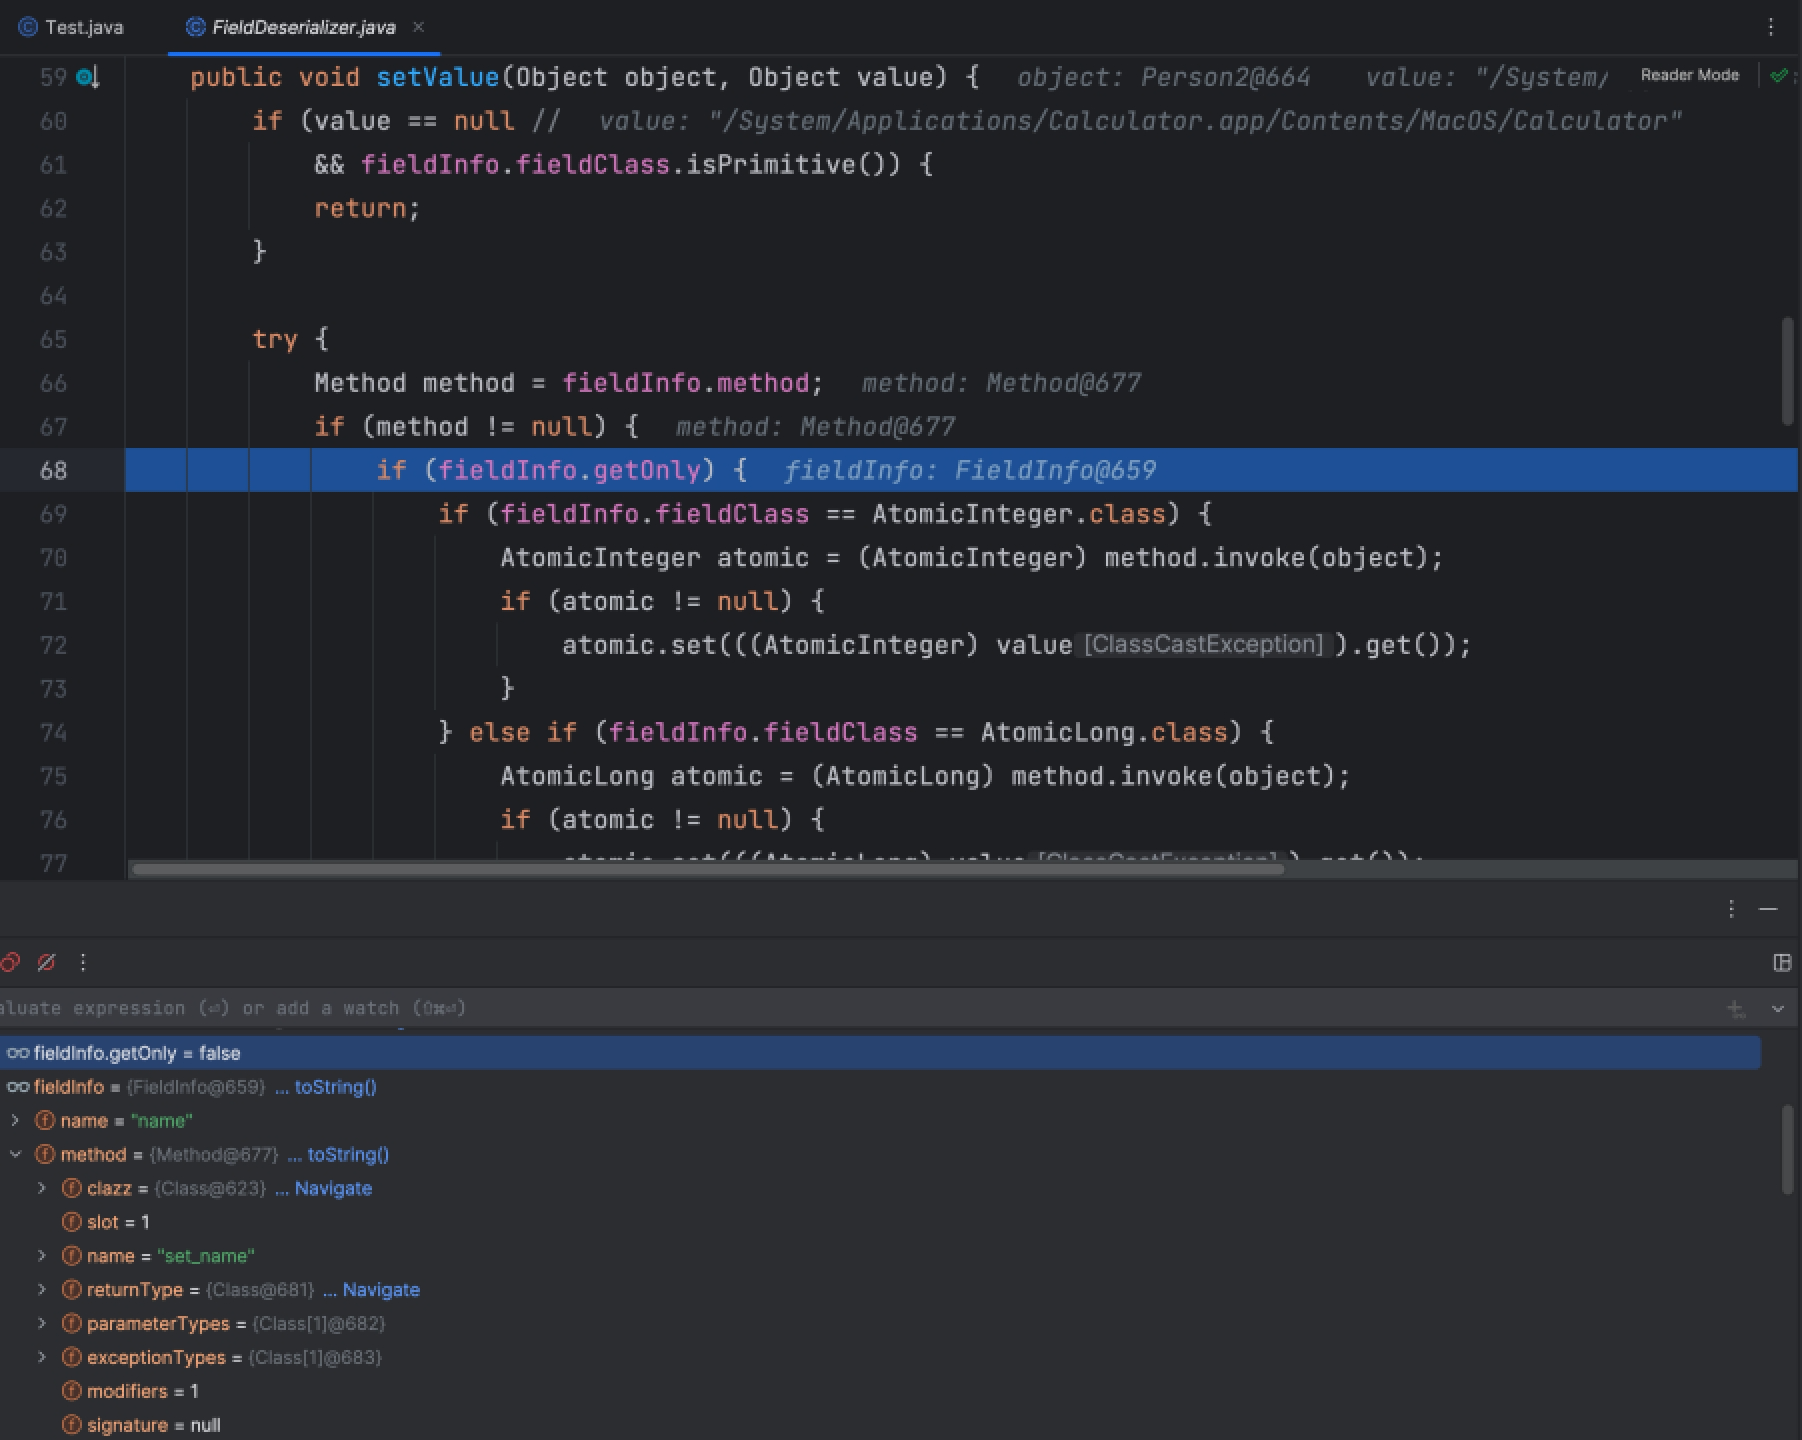 Test.java FieldDeserializer.java
59 public void setValue(Object object, Object value) { object: Person2@664 value: "/System/ Reader Mode
60 if (value == null // value: "/System/Applications/Calculator.app/Contents/MacOS/Calculator"
61 && fieldInfo.fieldClass.isPrimitive()) {
62 return;
63 }
64
65 try {
66 Method method = fieldInfo.method; method: Method@677
67 if (method != null) { method: Method@677
68 if (fieldInfo.getOnly) { fieldInfo: FieldInfo@659
69 if (fieldInfo.fieldClass == AtomicInteger.class) {
70 AtomicInteger atomic = (AtomicInteger) method.invoke(object);
71 if (atomic != null) {
72 atomic.set(((AtomicInteger) value [ClassCastException] ).get());
73 }
74 } else if (fieldInfo.fieldClass == AtomicLong.class) {
75 AtomicLong atomic = (AtomicLong) method.invoke(object);
76 if (atomic != null) {
77 atomic.set(((AtomicLong) value [ClassCastException] ).get());
aluate expression (⏎) or add a watch (⇧⌘⏎)
fieldInfo.getOnly = false
fieldInfo = {FieldInfo@659} ... toString()
name = "name"
method = {Method@677} ... toString()
clazz = {Class@623} ... Navigate
slot = 1
name = "set_name"
returnType = {Class@681} ... Navigate
parameterTypes = {Class[1]@682}
exceptionTypes = {Class[1]@683}
modifiers = 1
signature = null